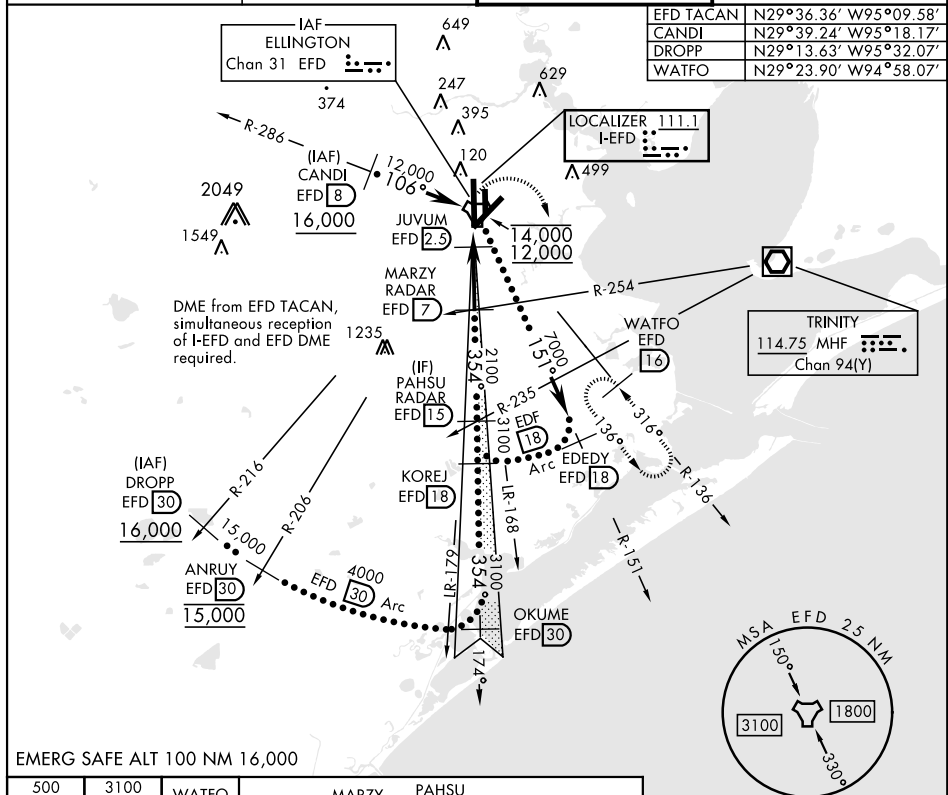 EFD TACAN N29°36.36' W95°09.58'
CANDI N29°39.24' W95°18.17'
DROPP N29°13.63' W95°32.07'
WATFO N29°23.90' W94°58.07'
IAF
ELLINGTON
Chan 31 EFD
649
374
247
629
395
R-286
LOCALIZER 111.1
I-EFD
120
499
(IAF)
CANDI
EFD 8
16,000
12,000
106°
2049
1549
JUVUM
EFD 2.5
14,000
12,000
MARZY
RADAR
EFD 7
R-254
DME from EFD TACAN,
simultaneous reception
of I-EFD and EFD DME
required.
1235
WATFO
EFD
16
TRINITY
114.75 MHF
Chan 94(Y)
7000
151°
2100
354°
(IF)
PAHSU
RADAR
EFD 15
R-235
3100
EDF
18
Arc
316°
136°
EDEDY
EFD 18
KOREJ
EFD 18
R-136
(IAF)
DROPP
EFD 30
16,000
R-216
R-206
LR-168
R-151
15,000
ANRUY
EFD 30
15,000
4000
EFD 30 Arc
LR-179
354°
3100
OKUME
EFD 30
174°
MSA EFD 25 NM
150°
3100
1800
330°
EMERG SAFE ALT 100 NM 16,000
500 3100 WATFO MARZY PAHSU